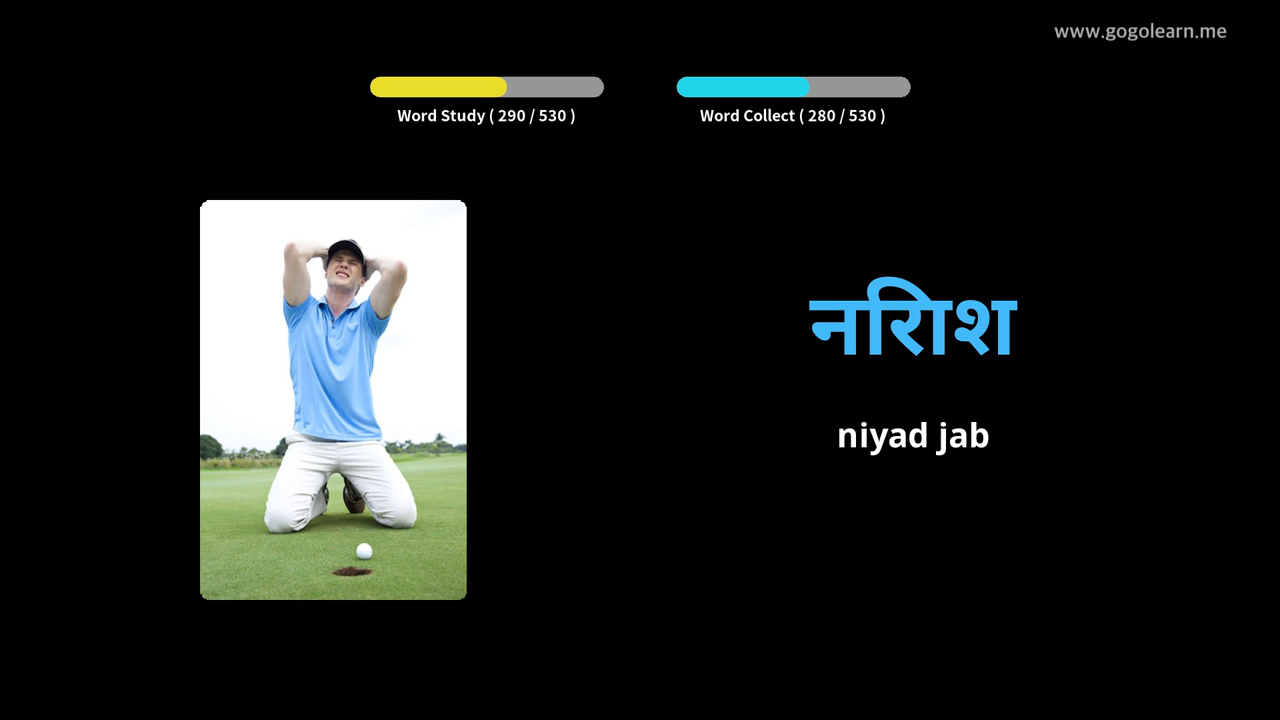 www.gogolearn.me
Word Study ( 290 / 530 )
Word Collect ( 280 / 530 )
नरिाश
niyad jab